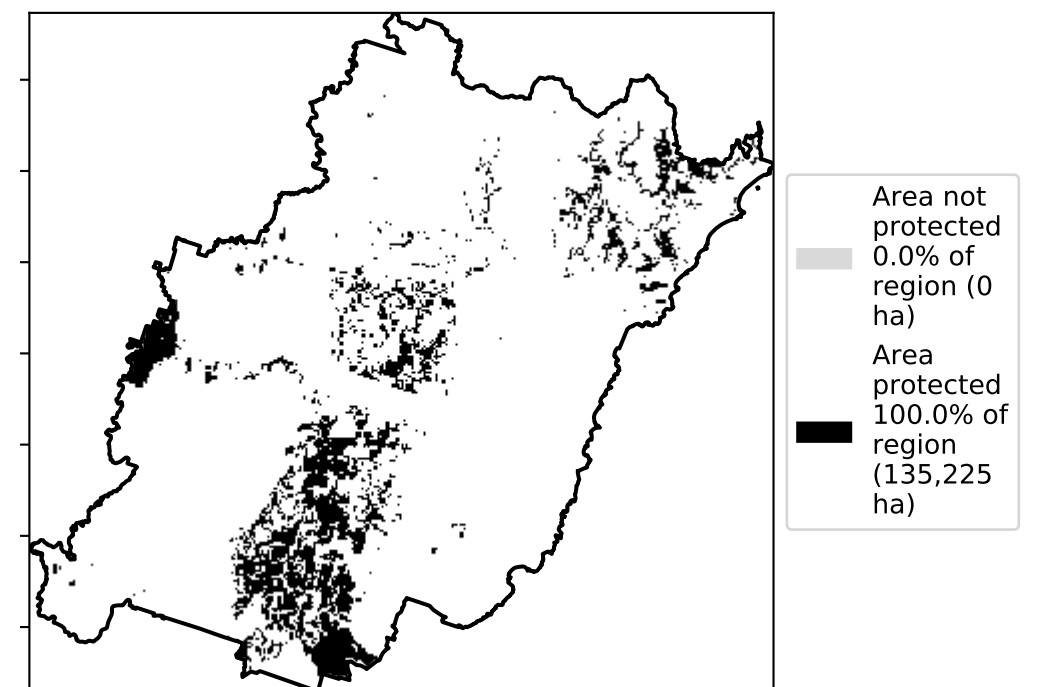 Area not
protected
0.0% of
region (0
ha)
Area
protected
100.0% of
region
(135,225
ha)